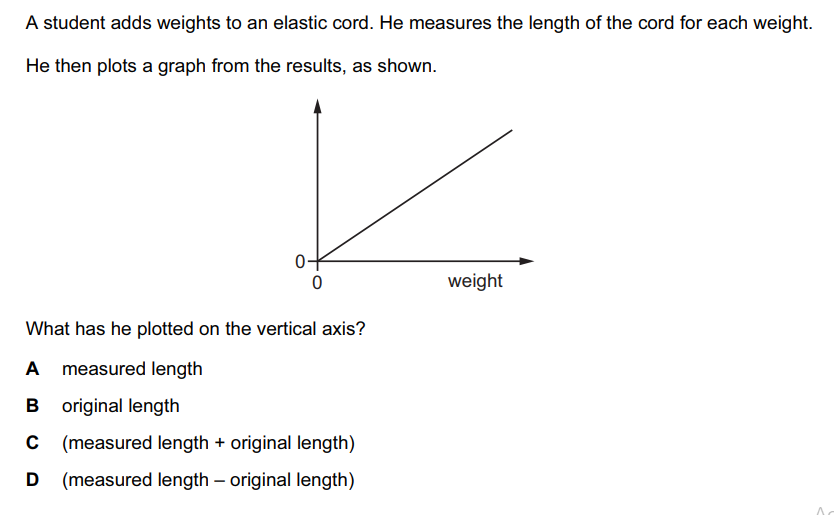 A student adds weights to an elastic cord. He measures the length of the cord for each weight.
He then plots a graph from the results, as shown.
0
0
weight
What has he plotted on the vertical axis?
A measured length
B original length
C (measured length + original length)
D (measured length – original length)